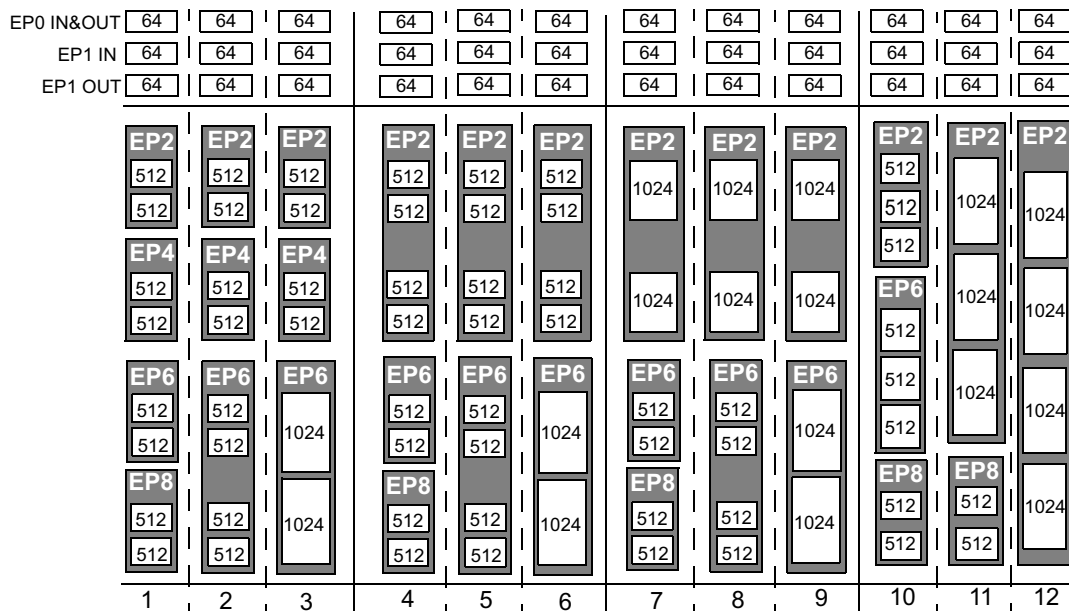 EP0 IN&OUT 64 64 64 64 64 64 64 64 64 64 64 64
EP1 IN 64 64 64 64 64 64 64 64 64 64 64 64
EP1 OUT 64 64 64 64 64 64 64 64 64 64 64 64
EP2 EP2 EP2 EP2 EP2 EP2 EP2 EP2 EP2 EP2 EP2 EP2
512 512 512 512 512 512 1024 1024 1024 512 1024 1024
512 512 512 512 512 512 512
EP4 EP4 EP4 512
512 512 512 512 512 512 1024 1024 1024 EP6 1024 1024
512 512 512 512 512 512 512
EP6 EP6 EP6 EP6 EP6 EP6 EP6 EP6 EP6 512
512 512 1024 512 512 1024 512 512 1024 512 1024 1024
512 512 512 512 512 512
EP8 EP8 EP8 EP8 EP8
512 512 1024 512 512 1024 512 512 1024 512 512 1024
512 512 512 512 512 512 512 512
1 2 3 4 5 6 7 8 9 10 11 12